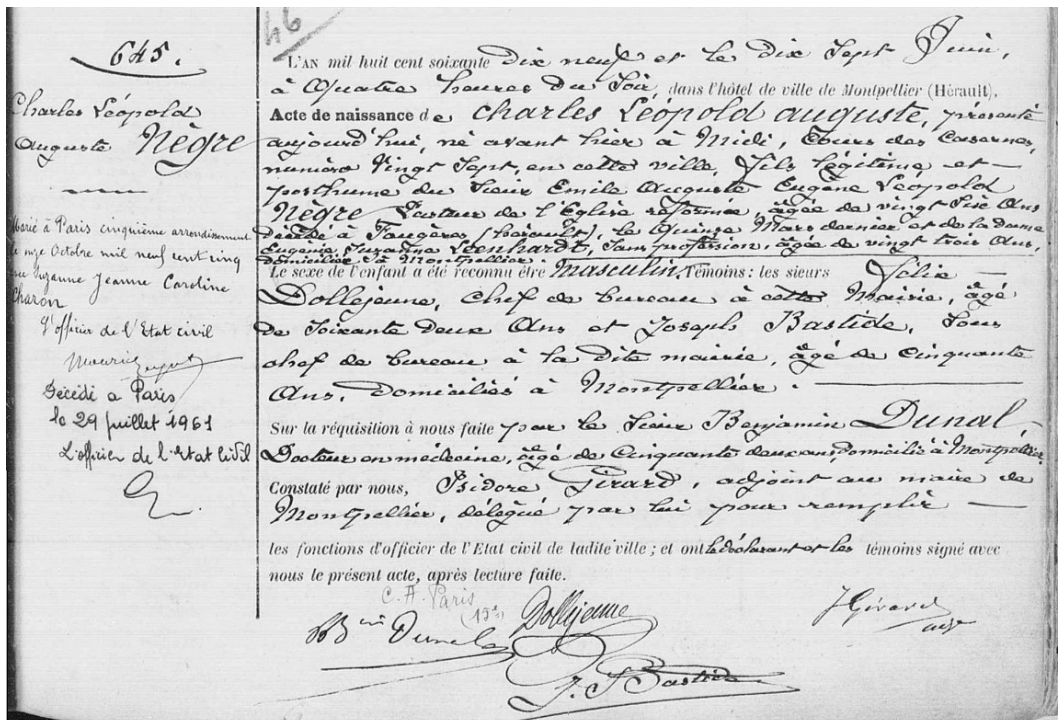 46
645.
Charles Léopold
Auguste Nègre
Marié à Paris cinquième arrondissement
le onze Octobre mil neuf cent cinq
Suzanne Jeanne Caroline
Charon
L'officier de l'Etat civil
Décédé à Paris
le 29 juillet 1961
L'officier de l'Etat Civil
L'AN mil huit cent soixante Dix neuf et le Dix Sept Juin,
à Quatre heures du Soir, dans l'hôtel de ville de Montpellier (Hérault),
Acte de naissance de Charles Léopold Auguste, présenté
aujourd'hui, né avant hier à Midi, Cours des Casernes,
numéro Vingt Sept, en cette ville, fils légitime et
posthume du Sieur Emile Auguste Eugène Léopold
Nègre Pasteur de l'Eglise réformée, âgé de vingt Six Ans
décédé à Faugères (hérault), le Quinze Mars dernier et de la Dame
Eugénie Suzanne Leenhardt, Sans profession, âgée de vingt trois Ans,
domiciliée à Montpellier.
Le sexe de l'enfant a été reconnu être Masculin. Témoins : les sieurs Félix
Dollejeune, chef de bureau à cette Mairie, âgé
de Soixante Deux Ans et Joseph Bastide, Sous
chef de bureau à la dite mairie, âgé de Cinquante
Ans, domiciliés à Montpellier.
Sur la réquisition à nous faite par le Sieur Benjamin Dunal,
Docteur en médecine, âgé de Cinquante deux ans, Domicilié à Montpellier
Constaté par nous, Isidore Girard, adjoint au maire de
Montpellier, délégué par lui pour remplir
les fonctions d'officier de l'Etat civil de ladite ville ; et ont le déclarant et les témoins signé avec
nous le présent acte, après lecture faite.
C. A. Paris
(15e)
Bin Dunal
Dollejeune
J Girard
adj
J. Bastide